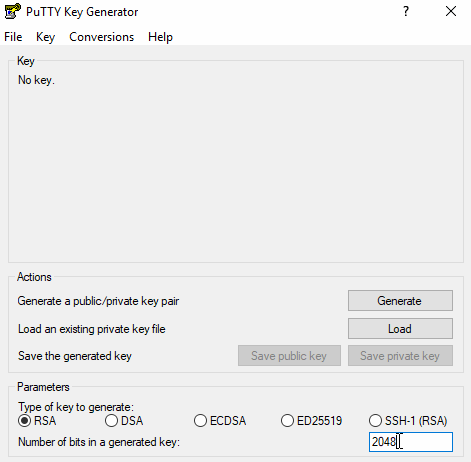 PuTTY Key Generator ?
File Key Conversions Help
Key
No key.
Actions
Generate a public/private key pair Generate
Load an existing private key file Load
Save the generated key Save public key Save private key
Parameters
Type of key to generate:
RSA DSA ECDSA ED25519 SSH-1 (RSA)
Number of bits in a generated key: 2048